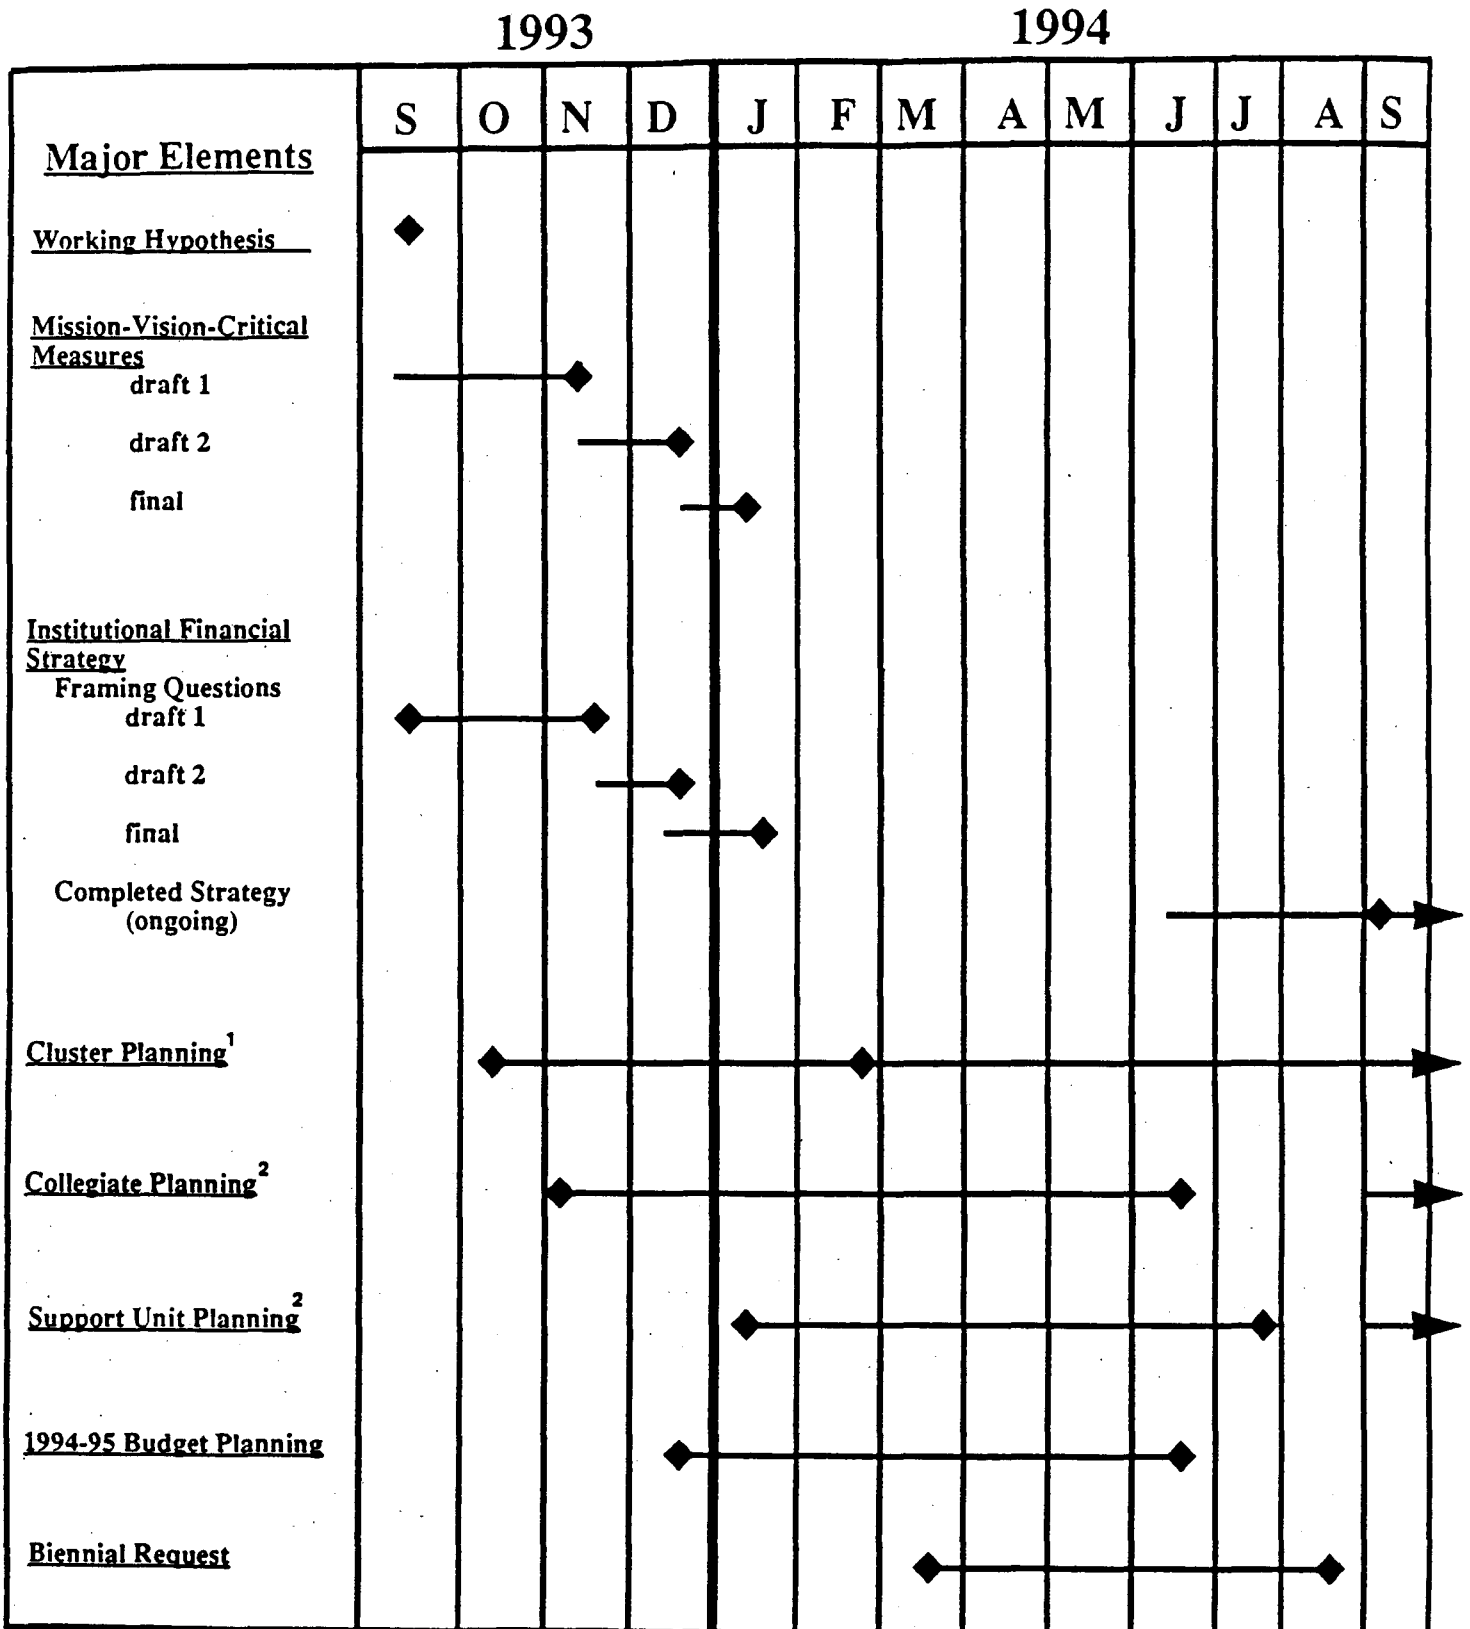 1993 1994
S O N D J F M A M J J A S
Major Elements
Working Hypothesis
Mission-Vision-Critical
Measures
draft 1
draft 2
final
Institutional Financial
Strategy
Framing Questions
draft 1
draft 2
final
Completed Strategy
(ongoing)
Cluster Planning¹
Collegiate Planning²
Support Unit Planning²
1994-95 Budget Planning
Biennial Request